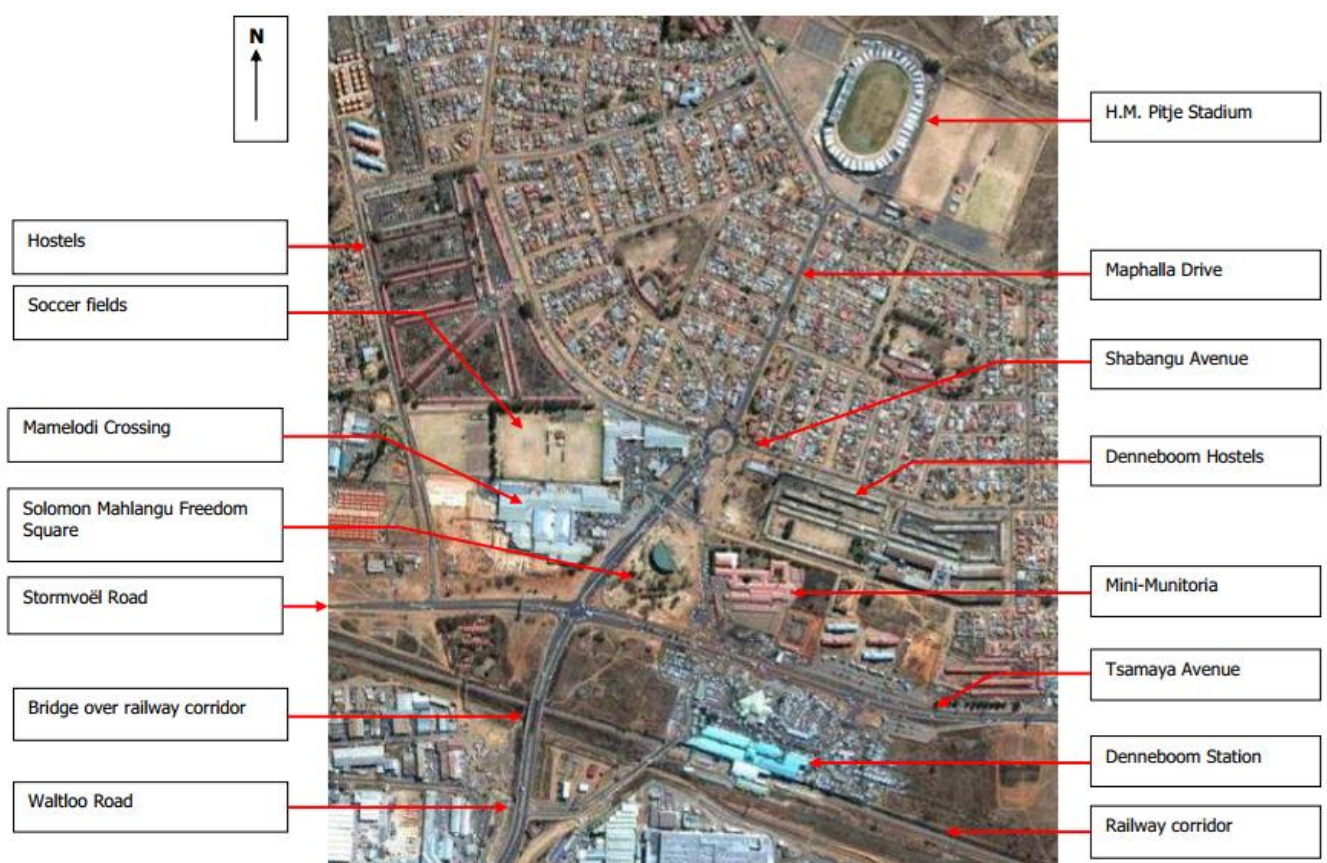 N
Hostels
Soccer fields
Mamelodi Crossing
Solomon Mahlangu Freedom
Square
Stormvoël Road
Bridge over railway corridor
Waltloo Road
H.M. Pitje Stadium
Maphalla Drive
Shabangu Avenue
Denneboom Hostels
Mini-Munitoria
Tsamaya Avenue
Denneboom Station
Railway corridor